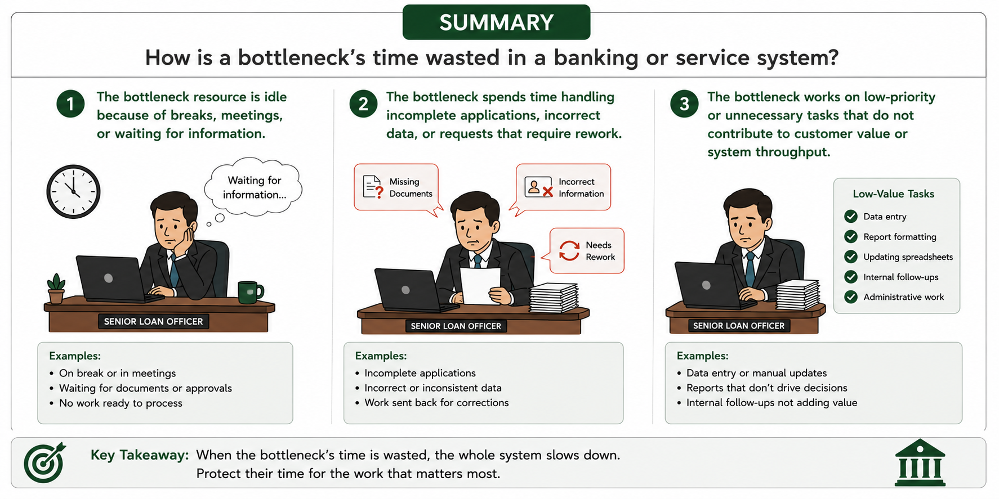 SUMMARY
How is a bottleneck's time wasted in a banking or service system?
1
The bottleneck resource is idle
because of breaks, meetings,
or waiting for information.
Waiting for
information...
SENIOR LOAN OFFICER
Examples:
• On break or in meetings
• Waiting for documents or approvals
• No work ready to process
2
The bottleneck spends time handling
incomplete applications, incorrect
data, or requests that require rework.
Missing
Documents
?
Incorrect
Information
Needs
Rework
SENIOR LOAN OFFICER
Examples:
• Incomplete applications
• Incorrect or inconsistent data
• Work sent back for corrections
3
The bottleneck works on low-priority
or unnecessary tasks that do not
contribute to customer value or
system throughput.
Low-Value Tasks
Data entry
Report formatting
Updating spreadsheets
Internal follow-ups
Administrative work
SENIOR LOAN OFFICER
Examples:
• Data entry or manual updates
• Reports that don't drive decisions
• Internal follow-ups not adding value
Key Takeaway: When the bottleneck's time is wasted, the whole system slows down.
Protect their time for the work that matters most.